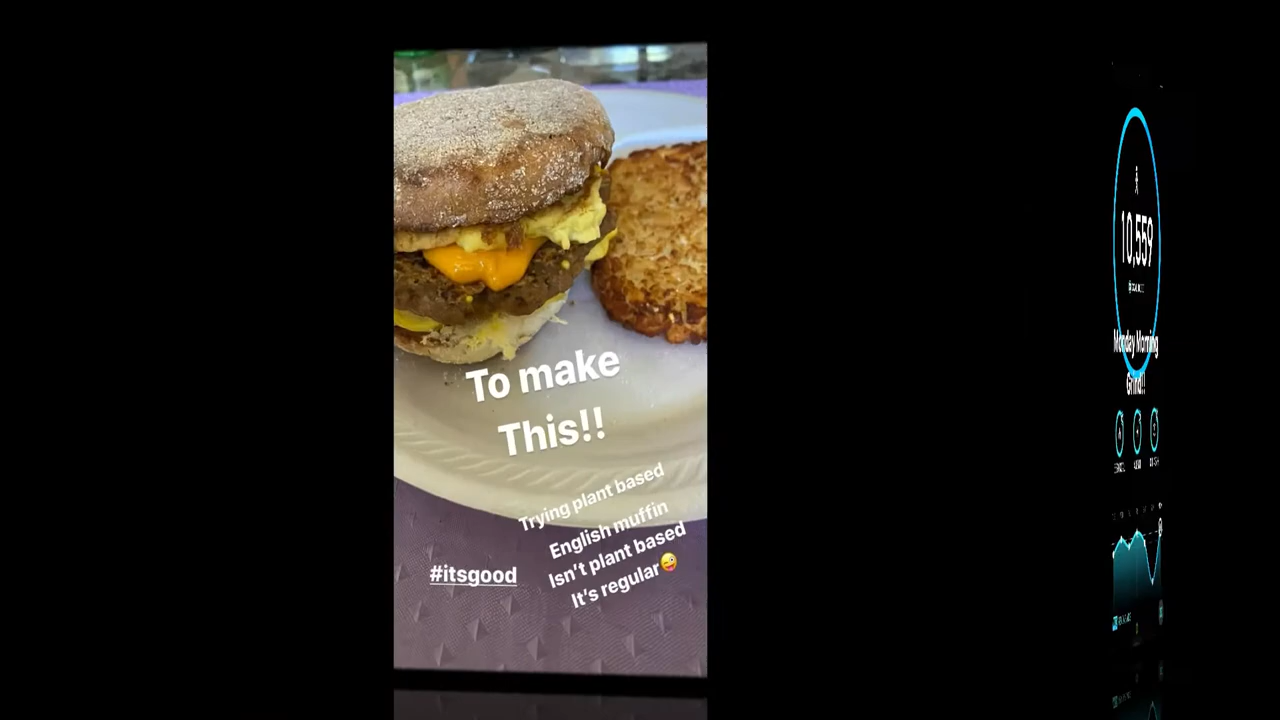 To make
This!!
Trying plant based
English muffin
Isn't plant based
It's regular😜
#itsgood
10,559
Monday Morning
Grind!!